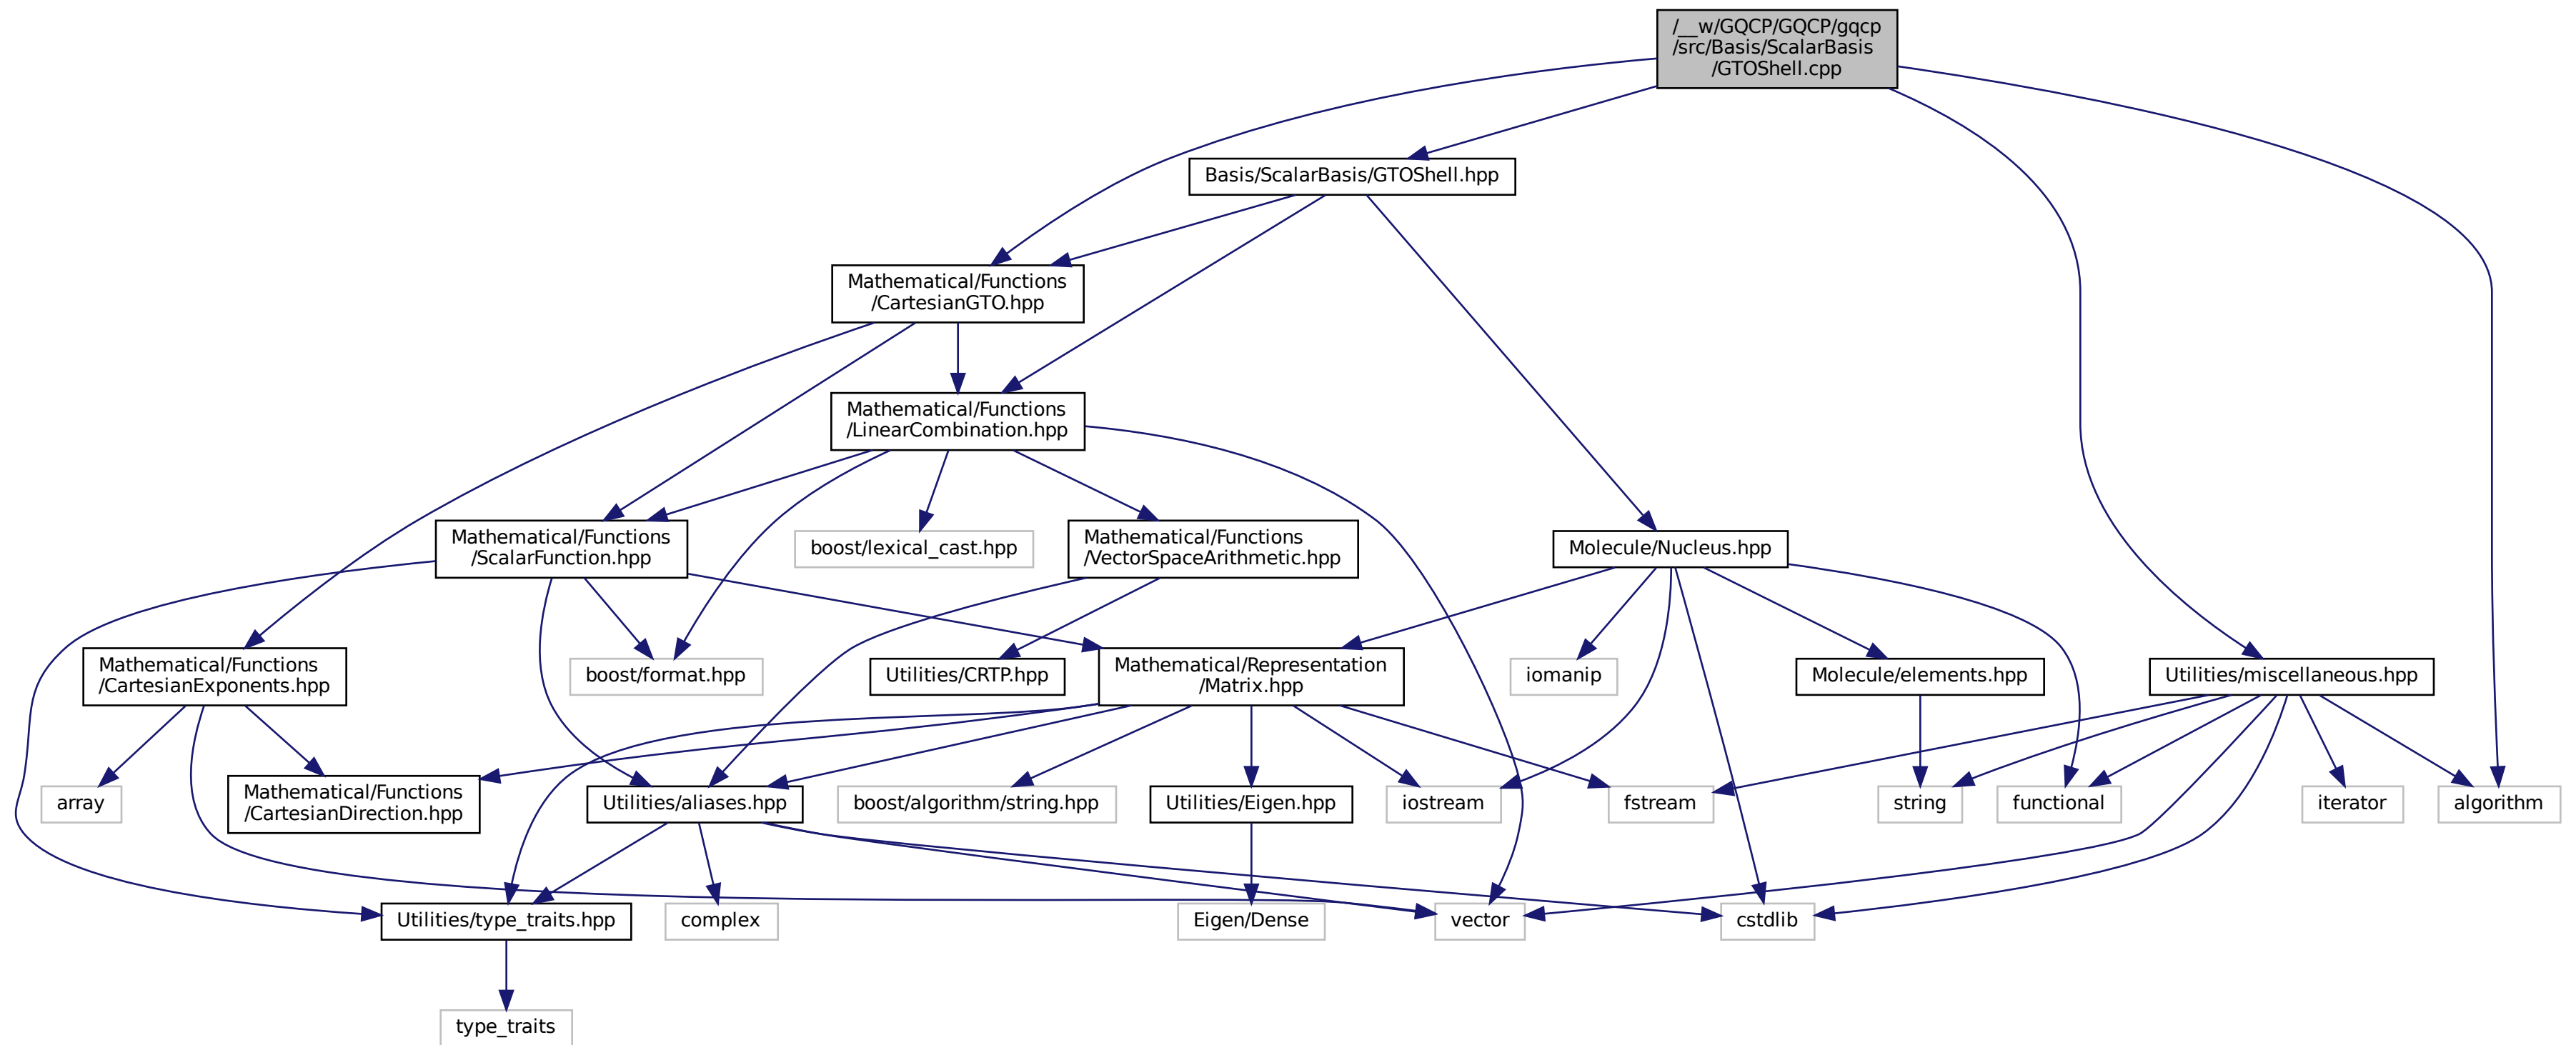 /__w/GQCP/GQCP/gqcp
/src/Basis/ScalarBasis
/GTOShell.cpp
Basis/ScalarBasis/GTOShell.hpp
Mathematical/Functions
/CartesianGTO.hpp
Mathematical/Functions
/LinearCombination.hpp
Mathematical/Functions
/ScalarFunction.hpp
boost/lexical_cast.hpp
Mathematical/Functions
/VectorSpaceArithmetic.hpp
Molecule/Nucleus.hpp
Mathematical/Functions
/CartesianExponents.hpp
boost/format.hpp
Utilities/CRTP.hpp
Mathematical/Representation
/Matrix.hpp
iomanip
Molecule/elements.hpp
Utilities/miscellaneous.hpp
array
Mathematical/Functions
/CartesianDirection.hpp
Utilities/aliases.hpp
boost/algorithm/string.hpp
Utilities/Eigen.hpp
iostream
fstream
string
functional
iterator
algorithm
Utilities/type_traits.hpp
complex
Eigen/Dense
vector
cstdlib
type_traits